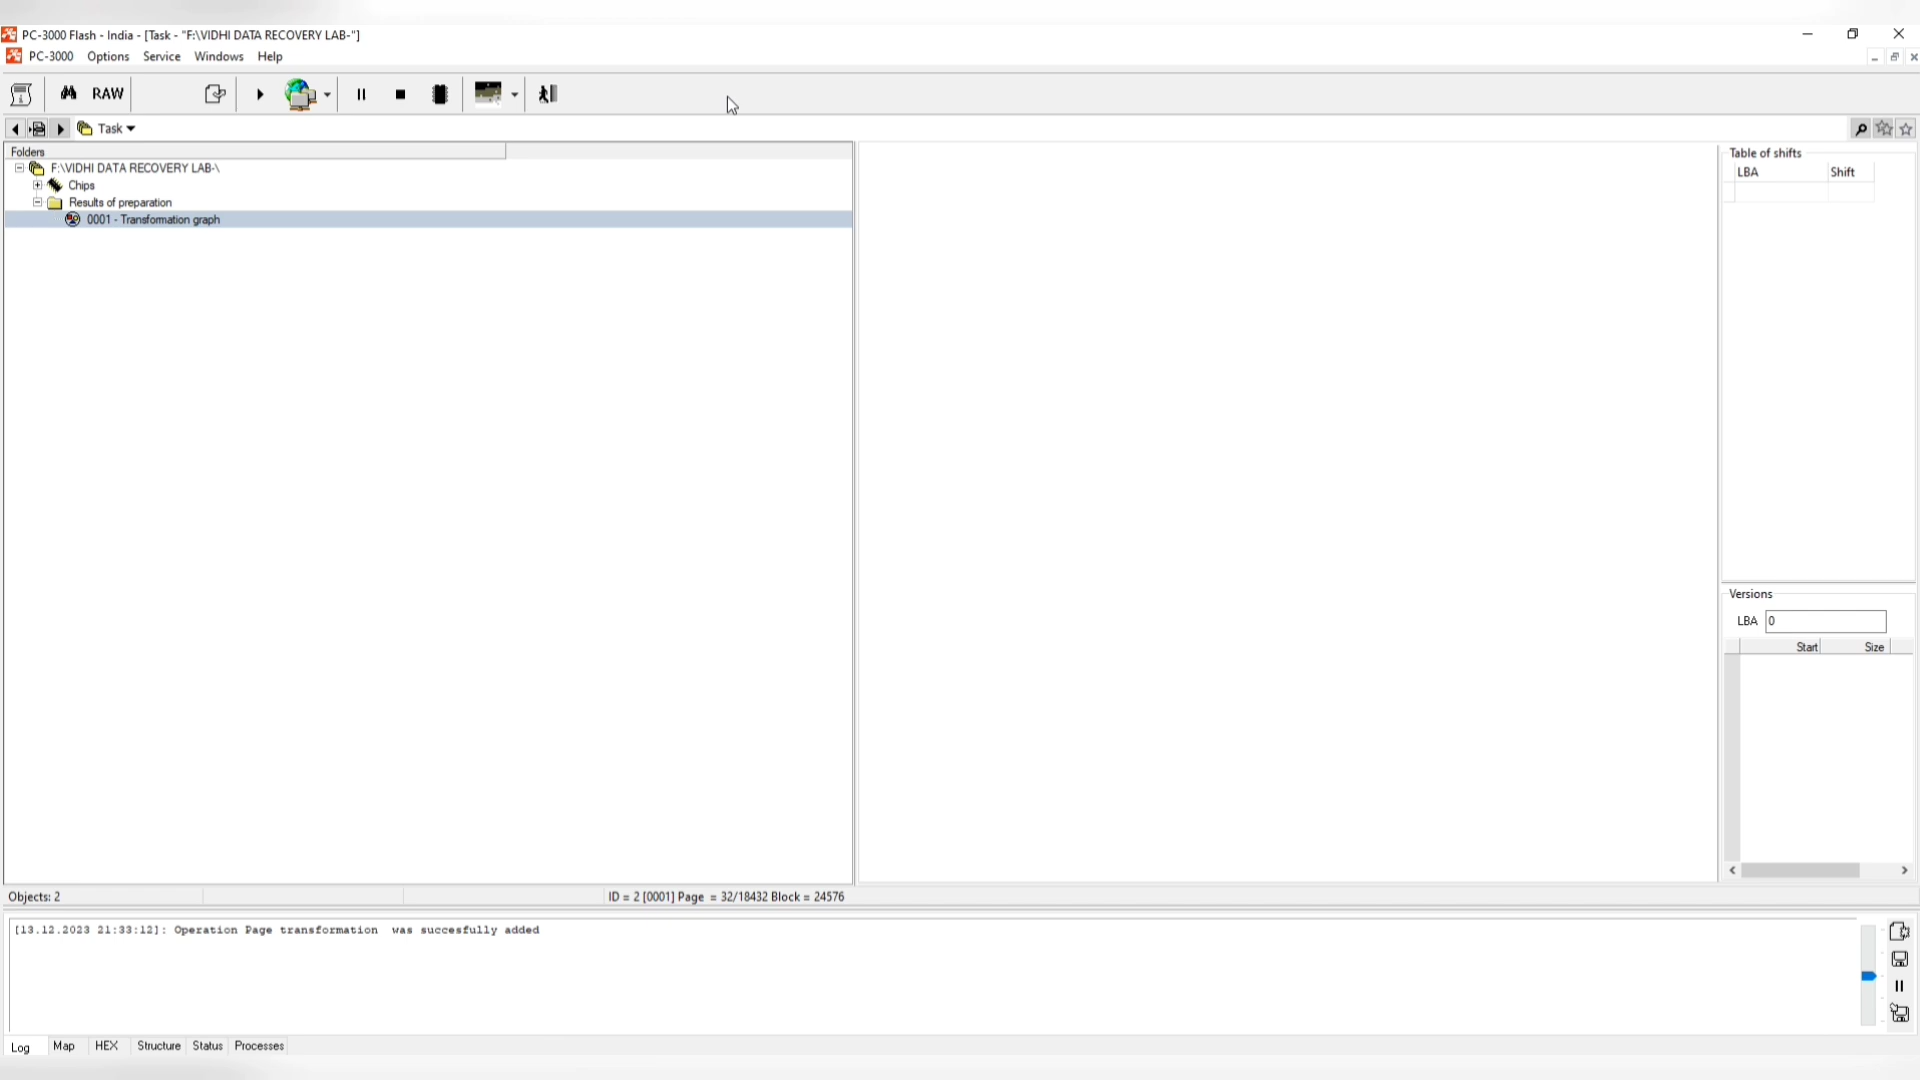 PC-3000 Flash - India - [Task - "F:\VIDHI DATA RECOVERY LAB-"]
PC-3000 Options Service Windows Help
RAW
Task
Folders
F:\VIDHI DATA RECOVERY LAB-\
Chips
Results of preparation
0001 - Transformation graph
Table of shifts
LBA Shift
Versions
LBA 0
Start Size
Objects: 2
ID = 2 [0001] Page = 32/18432 Block = 24576
[13.12.2023 21:33:12]: Operation Page transformation was succesfully added
Log Map HEX Structure Status Processes